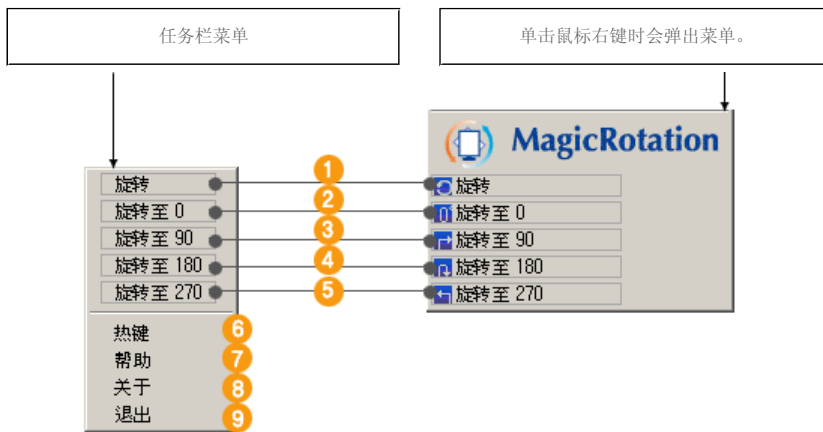 任务栏菜单
单击鼠标右键时会弹出菜单。
MagicRotation
旋转
1
旋转
旋转至 0
2
旋转至 0
旋转至 90
3
旋转至 90
旋转至 180
4
旋转至 180
旋转至 270
5
旋转至 270
热键
6
帮助
7
关于
8
退出
9